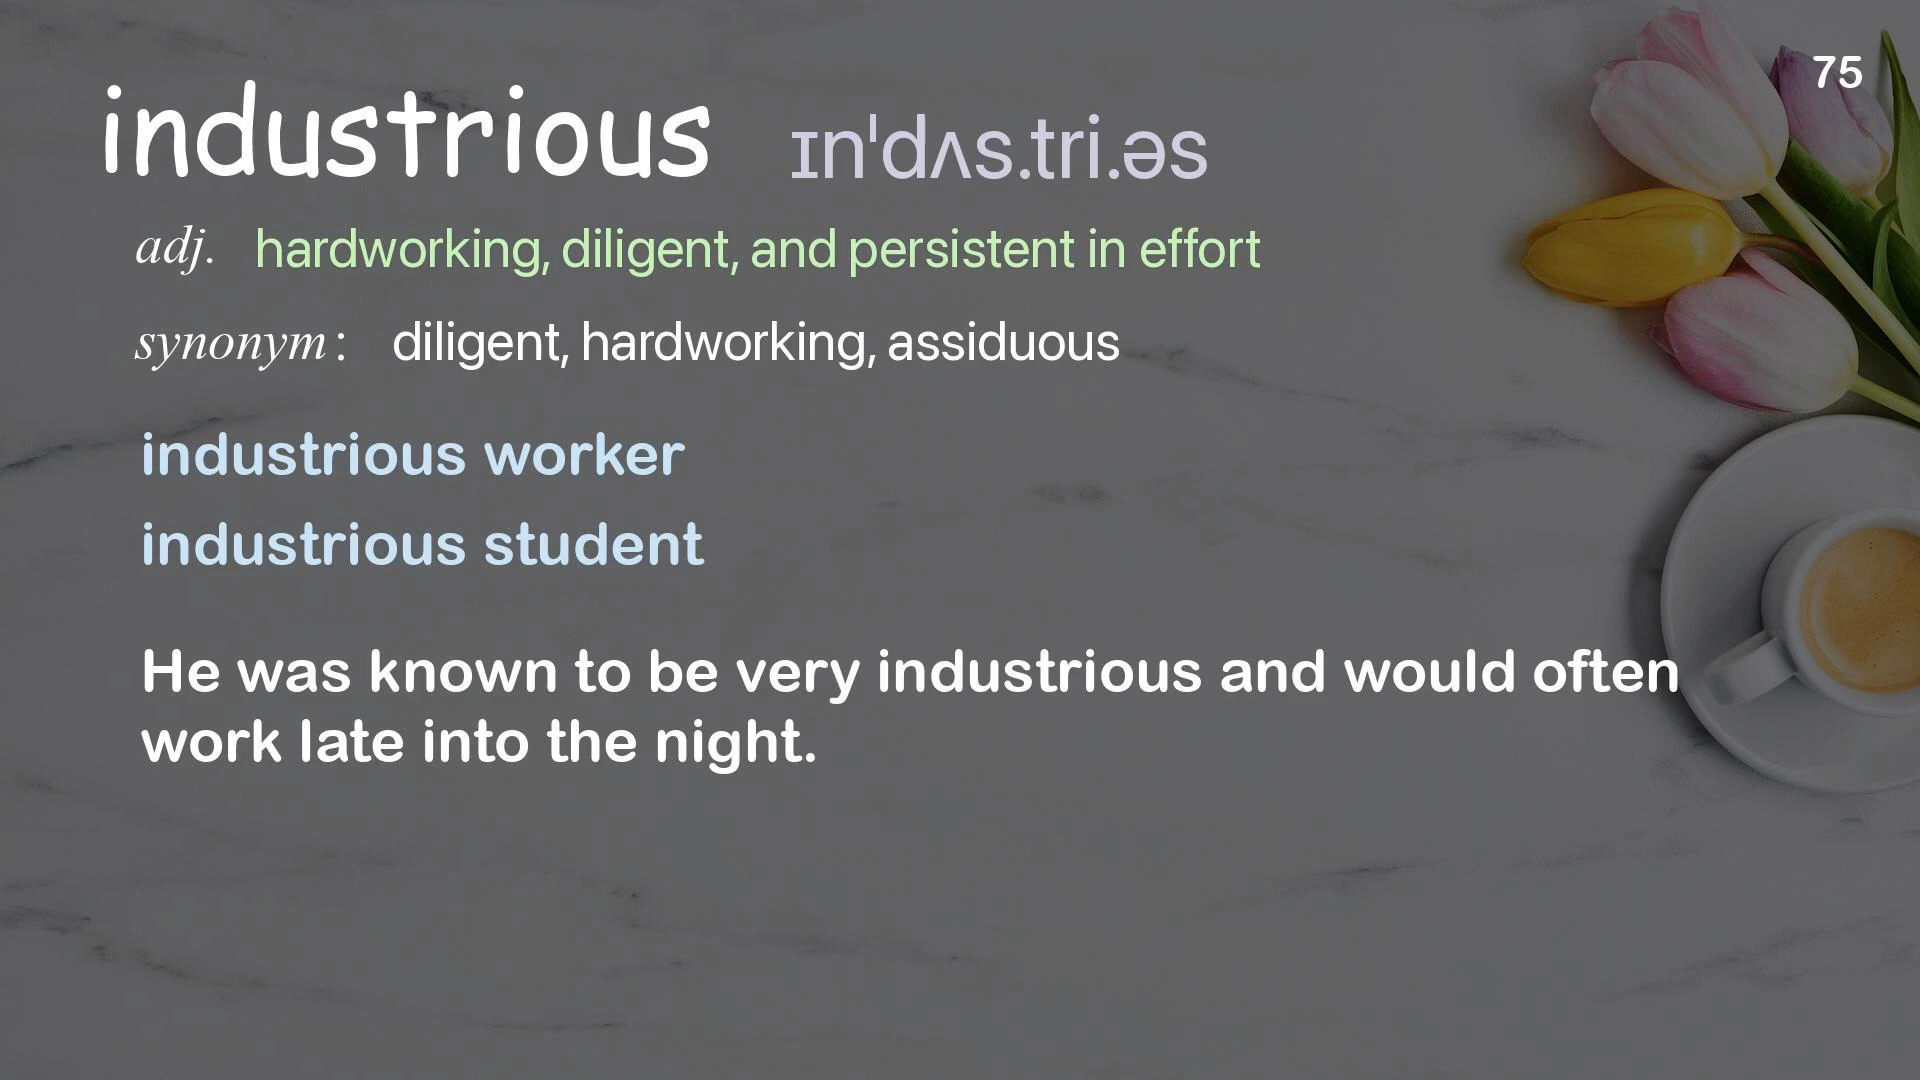 75
industrious ɪnˈdʌs.tri.əs
adj. hardworking, diligent, and persistent in effort
synonym : diligent, hardworking, assiduous
industrious worker
industrious student
He was known to be very industrious and would often
work late into the night.